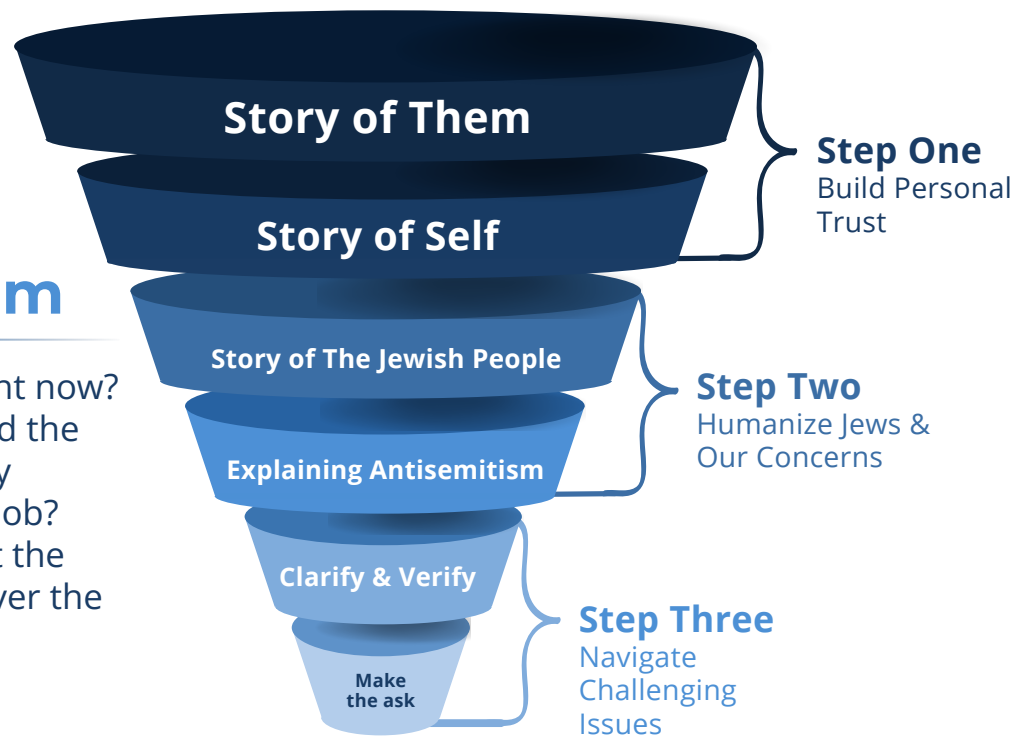 Story of Them
Step One
Build Personal
Trust
Story of Self
m
Story of The Jewish People
nt now?
Step Two
d the
Humanize Jews &
Our Concerns
y
Explaining Antisemitism
ob?
t the
Clarify & Verify
ver the
Step Three
Navigate
Challenging
Issues
Make
the ask